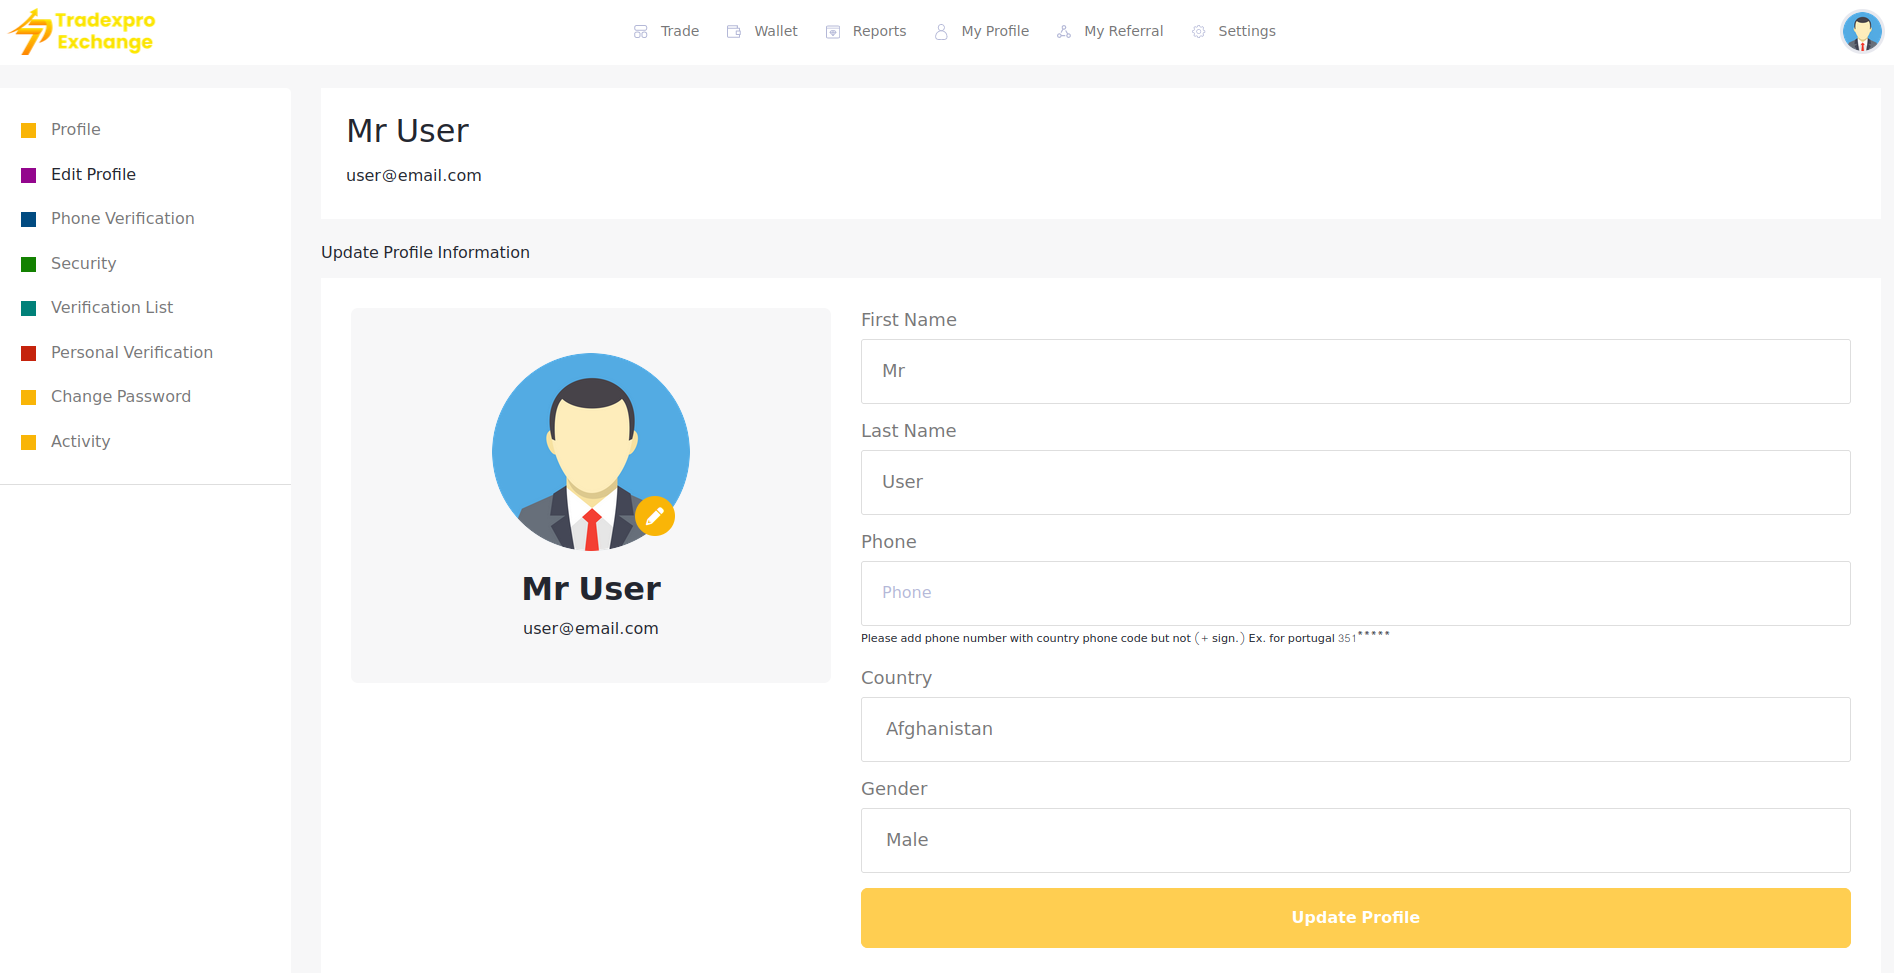 Tradexpro
Exchange
Trade
Wallet
Reports
My Profile
My Referral
Settings
Profile
Edit Profile
Phone Verification
Security
Verification List
Personal Verification
Change Password
Activity
Mr User
user@email.com
Update Profile Information
Mr User
user@email.com
First Name
Mr
Last Name
User
Phone
Phone
Please add phone number with country phone code but not (+ sign.) Ex. for portugal 351*****
Country
Afghanistan
Gender
Male
Update Profile